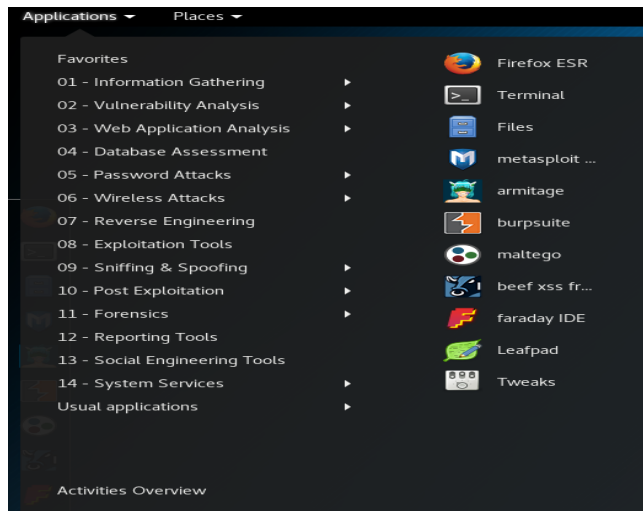 Applications Places
Favorites
01 - Information Gathering
02 - Vulnerability Analysis
03 - Web Application Analysis
04 - Database Assessment
05 - Password Attacks
06 - Wireless Attacks
07 - Reverse Engineering
08 - Exploitation Tools
09 - Sniffing & Spoofing
10 - Post Exploitation
11 - Forensics
12 - Reporting Tools
13 - Social Engineering Tools
14 - System Services
Usual applications
Activities Overview
Firefox ESR
Terminal
Files
metasploit ...
armitage
burpsuite
maltego
beef xss fr...
faraday IDE
Leafpad
Tweaks